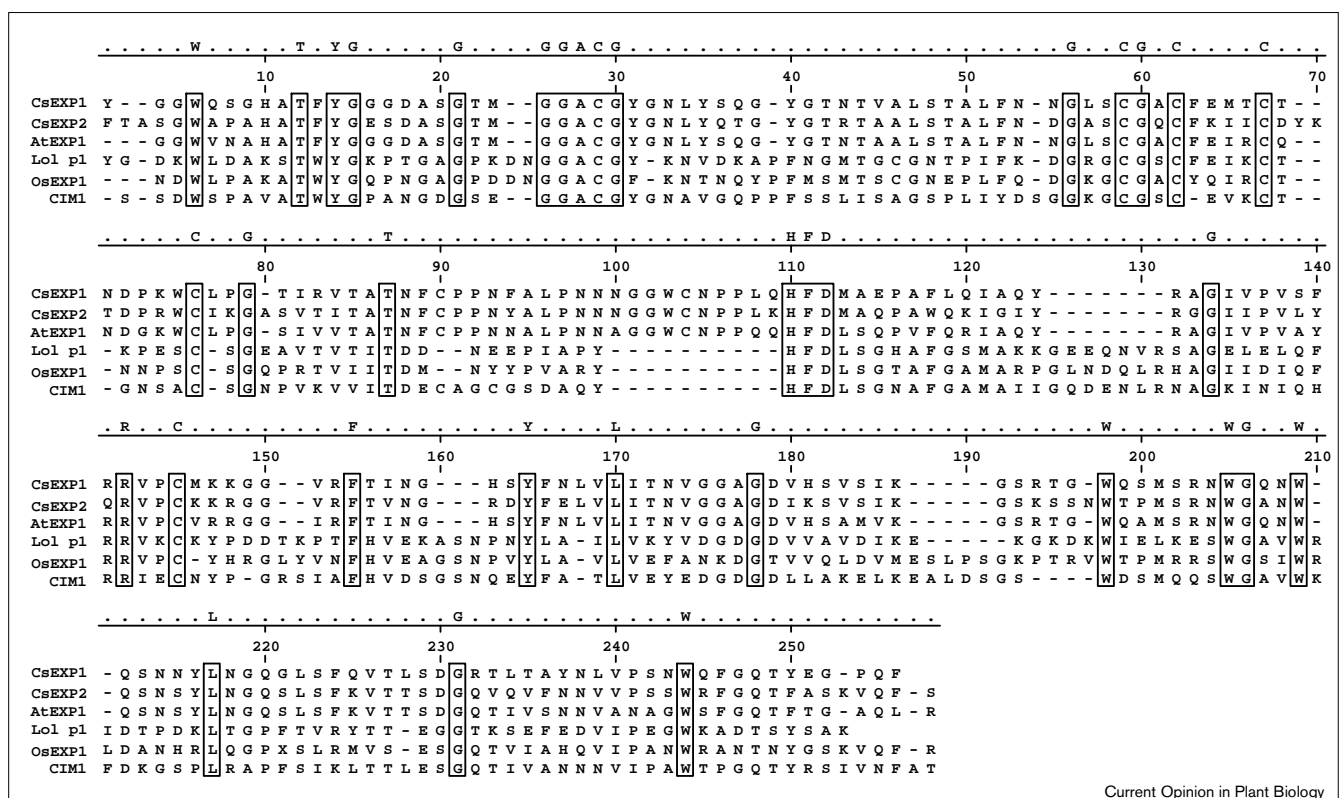 . . . . . W . . . . . T . Y G . . . . . G . . . . G G A C G . . . . . . . . . . . . . . . . . . . . . . . . . G . . C G . C . . . . C . . .
10 20 30 40 50 60 70
CsEXP1 Y - - G G W Q S G H A T F Y G G G D A S G T M - - G G A C G Y G N L Y S Q G - Y G T N T V A L S T A L F N - N G L S C G A C F E M T C T - -
CsEXP2 F T A S G W A P A H A T F Y G E S D A S G T M - - G G A C G Y G N L Y Q T G - Y G T R T A A L S T A L F N - D G A S C G Q C F K I I C D Y K
AtEXP1 - - - G G W V N A H A T F Y G G G D A S G T M - - G G A C G Y G N L Y S Q G - Y G T N T A A L S T A L F N - N G L S C G A C F E I R C Q - -
Lol p1 Y G - D K W L D A K S T W Y G K P T G A G P K D N G G A C G Y - K N V D K A P F N G M T G C G N T P I F K - D G R G C G S C F E I K C T - -
OsEXP1 - - - N D W L P A K A T W Y G Q P N G A G P D D N G G A C G F - K N T N Q Y P F M S M T S C G N E P L F Q - D G K G C G A C Y Q I R C T - -
CIM1 - S - S D W S P A V A T W Y G P A N G D G S E - - G G A C G Y G N A V G Q P P F S S L I S A G S P L I Y D S G K G C G S C - E V K C T - -
. . . . . C . . G . . . . . . . T . . . . . . . . . . . . . . . . . . . . . . H F D . . . . . . . . . . . . . . . . . . . . . G . . . . . .
80 90 100 110 120 130 140
CsEXP1 N D P K W C L P G - T I R V T A T N F C P P N F A L P N N N G G W C N P P L Q H F D M A E P A F L Q I A Q Y - - - - - - - R A G I V P V S F
CsEXP2 T D P R W C I K G A S V T I T A T N F C P P N Y A L P N N N G G W C N P P L K H F D M A Q P A W Q K I G I Y - - - - - - - R G G I I P V L Y
AtEXP1 N D G K W C L P G - S I V V T A T N F C P P N N A L P N N A G G W C N P P Q Q H F D L S Q P V F Q R I A Q Y - - - - - - - R A G I V P V A Y
Lol p1 - K P E S C - S G E A V T V T I T D D - - N E E P I A P Y - - - - - - - - - - H F D L S G H A F G S M A K K G E E Q N V R S A G E L E L Q F
OsEXP1 - N N P S C - S G Q P R T V I I T D M - - N Y Y P V A R Y - - - - - - - - - - H F D L S G T A F G A M A R P G L N D Q L R H A G I I D I Q F
CIM1 - G N S A C - S G N P V K V V I T D E C A G C G S D A Q Y - - - - - - - - - - H F D L S G N A F G A M A I I G Q D E N L R N A G K I N I Q H
. R . . C . . . . . . . . . F . . . . . . . . . Y . . . . L . . . . . . . G . . . . . . . . . . . . . . . . . . . W . . . . . . W G . . W .
150 160 170 180 190 200 210
CsEXP1 R R V P C M K K G G - - V R F T I N G - - - H S Y F N L V L I T N V G G A G D V H S V S I K - - - - - G S R T G - W Q S M S R N W G Q N W -
CsEXP2 Q R V P C K K R G G - - V R F T V N G - - - R D Y F E L V L I T N V G G A G D I K S V S I K - - - - - G S K S S N W T P M S R N W G Q N W -
AtEXP1 R R V P C V R R G G - - I R F T I N G - - - H S Y F N L V L I T N V G G A G D V H S A M V K - - - - - G S R T G - W Q A M S R N W G Q N W -
Lol p1 R R V K C K Y P D D T K P T F H V E K A S N P N Y L A - I L V K Y V D G D G D V V A V D I K E - - - - K G K D K W I E L K E S W G A V W R
OsEXP1 R R V P C - Y H R G L Y V N F H V E A G S N P V Y L A - V L V E F A N K D G T V V Q L D V M E S L P S G K P T R V W T P M R R S W G S I W R
CIM1 R R I E C N Y P - G R S I A F H V D S G S N Q E Y F A - T L V E Y E D G D G D L L A K E L K E A L D S G S - - - - W D S M Q Q S W G A V W K
. . . . . . L . . . . . . . . . . . . . G . . . . . . . . . . . . W . . . . . . . . . . . . . .
220 230 240 250
CsEXP1 - Q S N N Y L N G Q G L S F Q V T L S D G R T L T A Y N L V P S N W Q F G Q T Y E G - P Q F
CsEXP2 - Q S N S Y L N G Q S L S F K V T T S D G Q V Q V F N N V V P S S W R F G Q T F A S K V Q F - S
AtEXP1 - Q S N S Y L N G Q S L S F K V T T S D G Q T I V S N N V A N A G W S F G Q T F T G - A Q L - R
Lol p1 I D T P D K L T G P F T V R Y T T - E G G T K S E F E D V I P E G W K A D T S Y S A K
OsEXP1 L D A N H R L Q G P X S L R M V S - E S G Q T V I A H Q V I P A N W R A N T N Y G S K V Q F - R
CIM1 F D K G S P L R A P F S I K L T T L E S G Q T I V A N N V I P A W T P G Q T Y R S I V N F A T
Current Opinion in Plant Biology